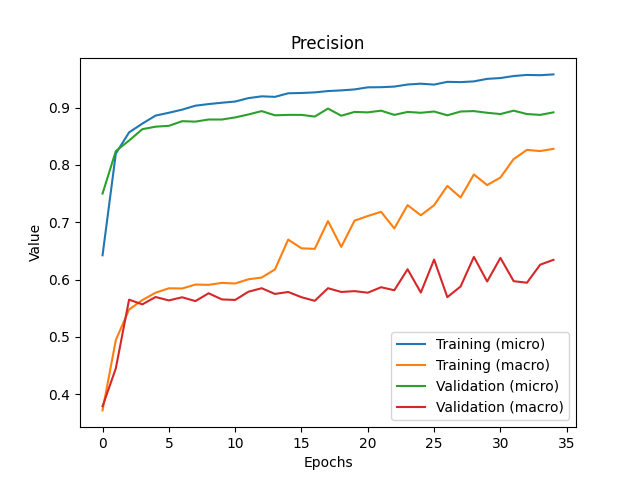 Precision
Value
0.9
0.8
0.7
0.6
0.5
0.4
Training (micro)
Training (macro)
Validation (micro)
Validation (macro)
0 5 10 15 20 25 30 35
Epochs